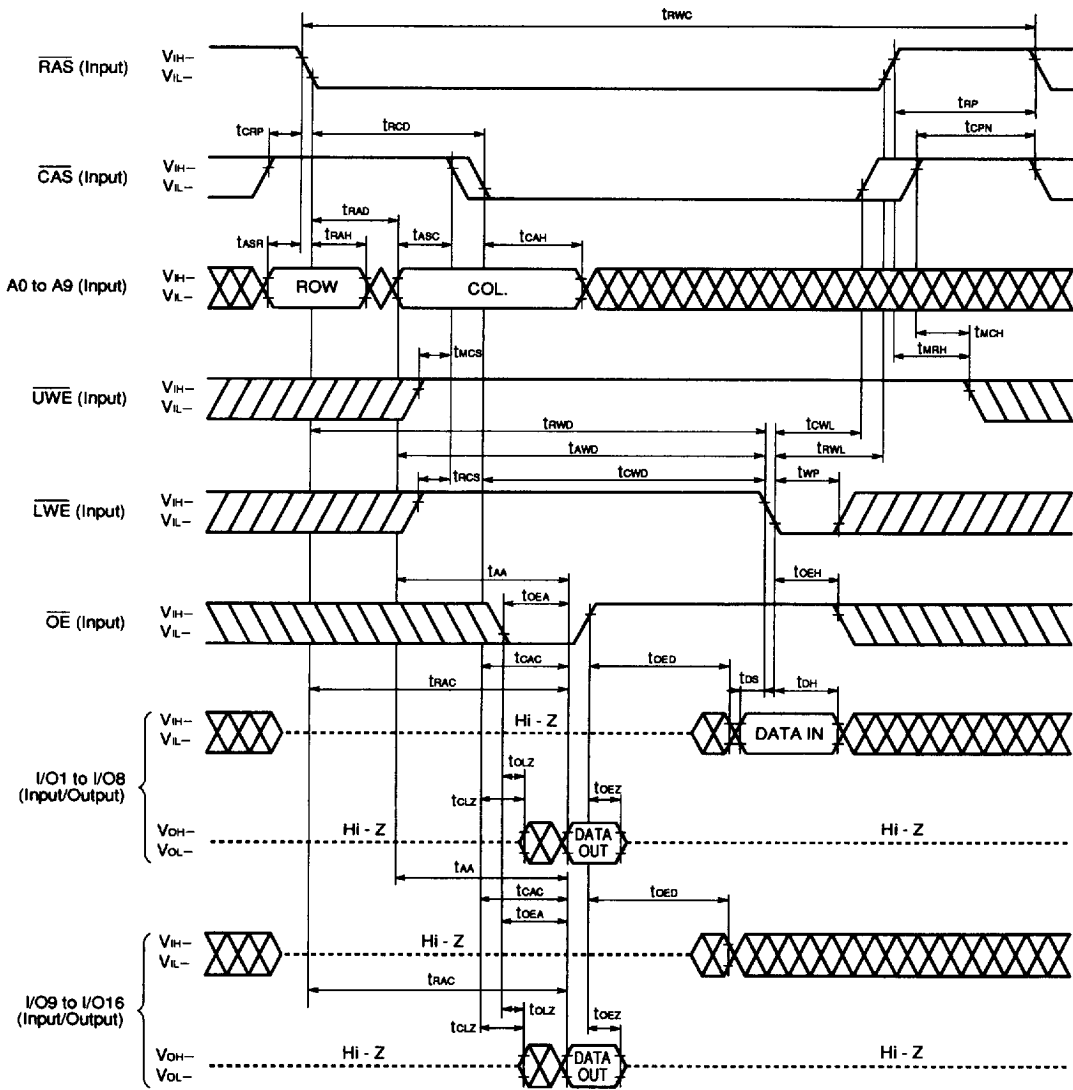 tRWC
RAS (Input) VIH– VIL–
tRP
tCRP tRCD tCPN
CAS (Input) VIH– VIL–
tRAD
tASR tRAH tASC tCAH
A0 to A9 (Input) VIH– VIL– ROW COL.
tMCH
tMCS tMRH
UWE (Input) VIH– VIL–
tRWD tCWL
tAWD tRWL
tRCS tCWD tWP
LWE (Input) VIH– VIL–
tAA tOEH
tOEA
OE (Input) VIH– VIL–
tCAC tOED
tRAC tDS tDH
VIH– VIL– Hi - Z DATA IN
I/O1 to I/O8
(Input/Output)
tOLZ
tCLZ tOEZ
VOH– VOL– Hi - Z DATA OUT Hi - Z
tAA
tCAC tOED
tOEA
VIH– VIL– Hi - Z
tRAC
I/O9 to I/O16
(Input/Output)
tOLZ
tCLZ tOEZ
VOH– VOL– Hi - Z DATA OUT Hi - Z